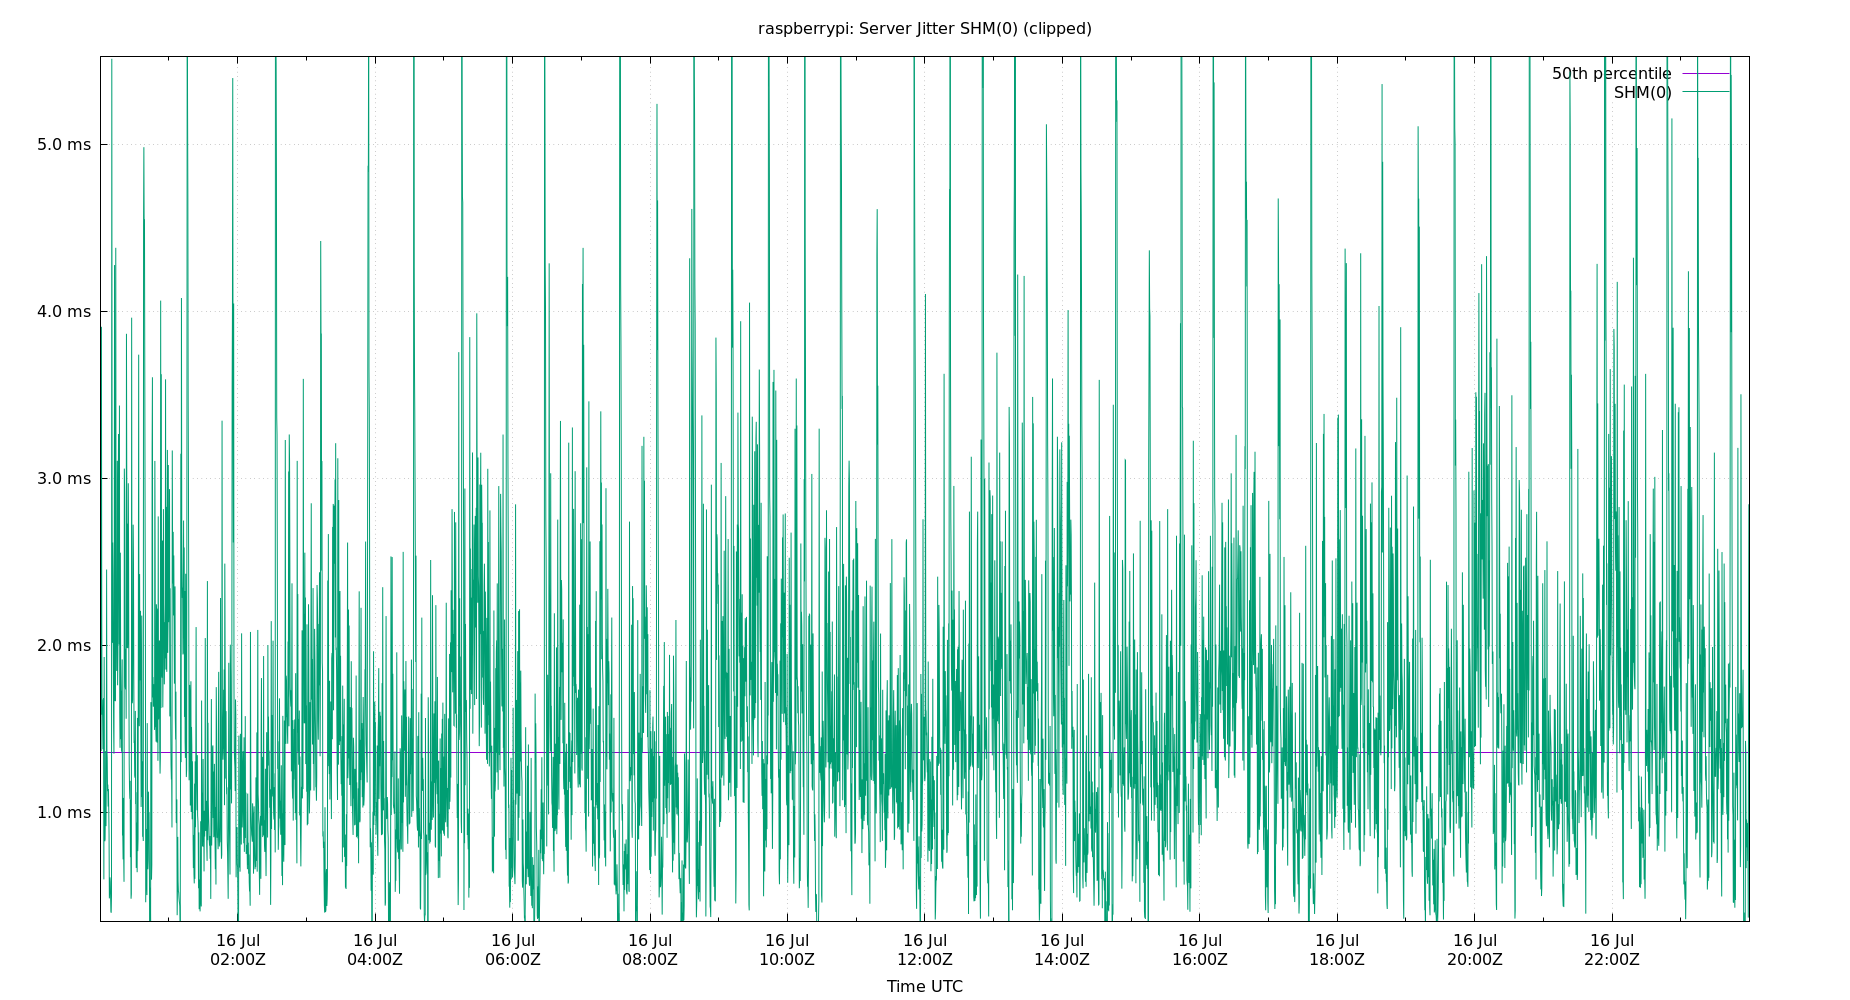 raspberrypi: Server Jitter SHM(0) (clipped)
50th percentile
SHM(0)
5.0 ms
4.0 ms
3.0 ms
2.0 ms
1.0 ms
16 Jul 16 Jul 16 Jul 16 Jul 16 Jul 16 Jul 16 Jul 16 Jul 16 Jul 16 Jul 16 Jul
02:00Z 04:00Z 06:00Z 08:00Z 10:00Z 12:00Z 14:00Z 16:00Z 18:00Z 20:00Z 22:00Z
Time UTC